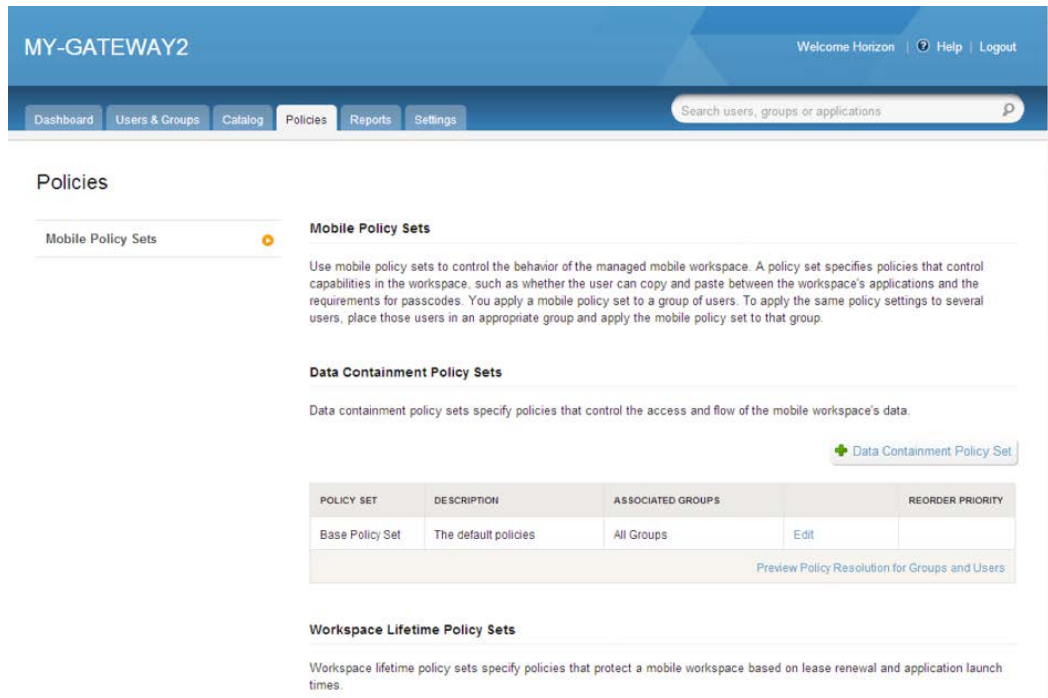 MY-GATEWAY2
Welcome Horizon | Help | Logout
Dashboard Users & Groups Catalog Policies Reports Settings
Search users, groups or applications
Policies
Mobile Policy Sets
Mobile Policy Sets
Use mobile policy sets to control the behavior of the managed mobile workspace. A policy set specifies policies that control
capabilities in the workspace, such as whether the user can copy and paste between the workspace's applications and the
requirements for passcodes. You apply a mobile policy set to a group of users. To apply the same policy settings to several
users, place those users in an appropriate group and apply the mobile policy set to that group.
Data Containment Policy Sets
Data containment policy sets specify policies that control the access and flow of the mobile workspace's data.
Data Containment Policy Set
POLICY SET DESCRIPTION ASSOCIATED GROUPS REORDER PRIORITY
Base Policy Set The default policies All Groups Edit
Preview Policy Resolution for Groups and Users
Workspace Lifetime Policy Sets
Workspace lifetime policy sets specify policies that protect a mobile workspace based on lease renewal and application launch
times.